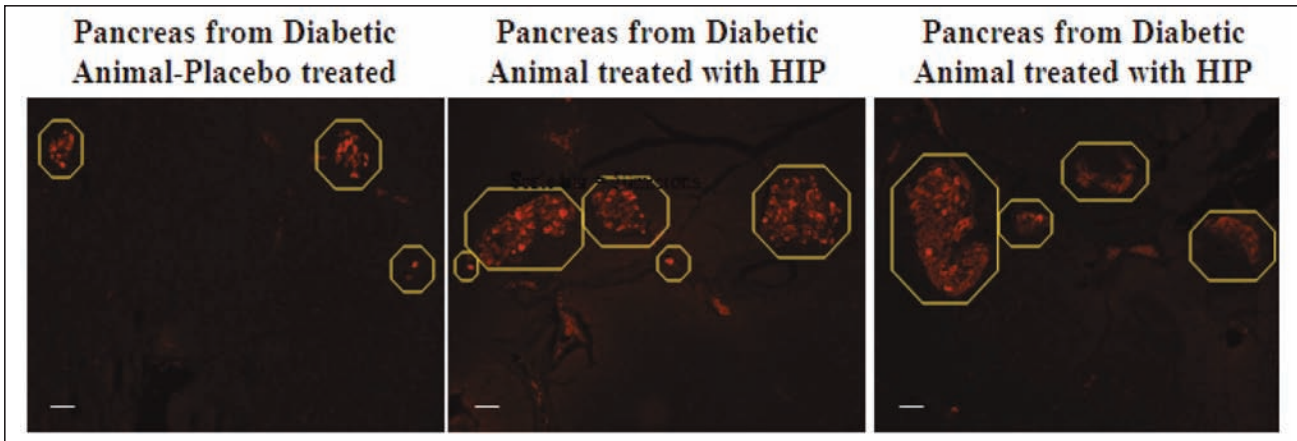 Pancreas from Diabetic
Animal-Placebo treated
Pancreas from Diabetic
Animal treated with HIP
Pancreas from Diabetic
Animal treated with HIP